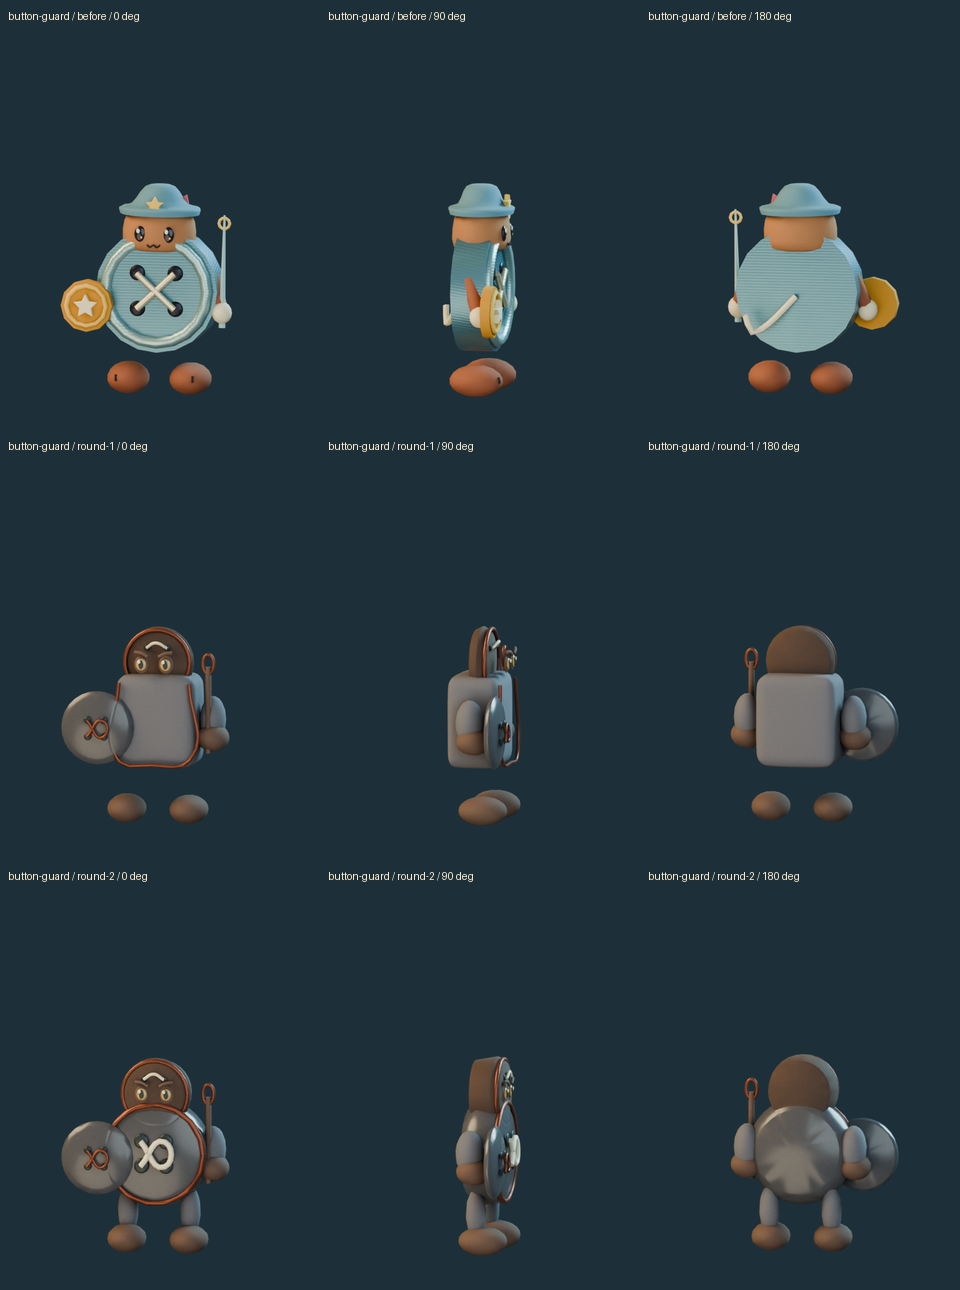 button-guard / before / 0 deg
button-guard / before / 90 deg
button-guard / before / 180 deg
button-guard / round-1 / 0 deg
button-guard / round-1 / 90 deg
button-guard / round-1 / 180 deg
button-guard / round-2 / 0 deg
button-guard / round-2 / 90 deg
button-guard / round-2 / 180 deg